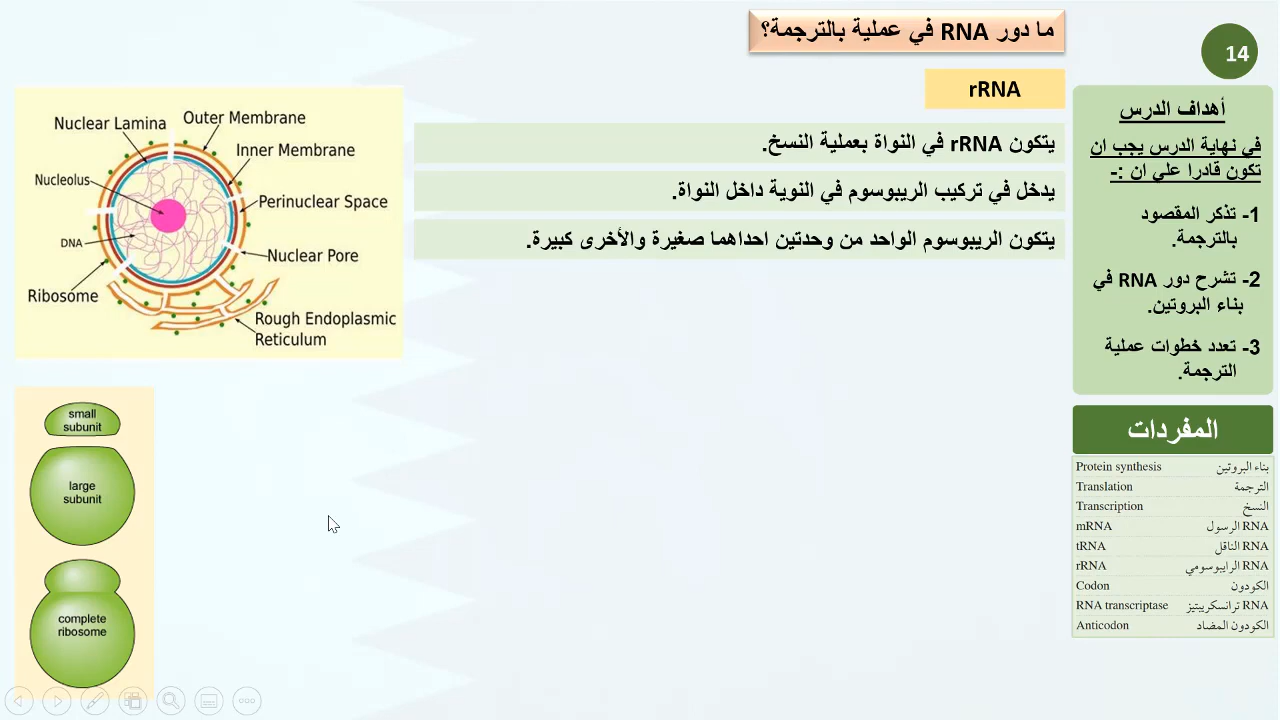 ما دور RNA في عملية بالترجمة؟
14
rRNA
يتكون rRNA في النواة بعملية النسخ.
يدخل في تركيب الريبوسوم في النوية داخل النواة.
يتكون الريبوسوم الواحد من وحدتين احداهما صغيرة والأخرى كبيرة.
أهداف الدرس
في نهاية الدرس يجب ان
تكون قادرا علي ان :-
1- تذكر المقصود
بالترجمة.
2- تشرح دور RNA في
بناء البروتين.
3- تعدد خطوات عملية
الترجمة.
المفردات
Protein synthesis بناء البروتين
Translation الترجمة
Transcription النسخ
mRNA RNA الرسول
tRNA RNA الناقل
rRNA RNA الرايبوسومي
Codon الكودون
RNA transcriptase RNA ترانسكريبتيز
Anticodon الكودون المضاد
Nuclear Lamina
Outer Membrane
Inner Membrane
Nucleolus
Perinuclear Space
DNA
Nuclear Pore
Ribosome
Rough Endoplasmic
Reticulum
small
subunit
large
subunit
complete
ribosome